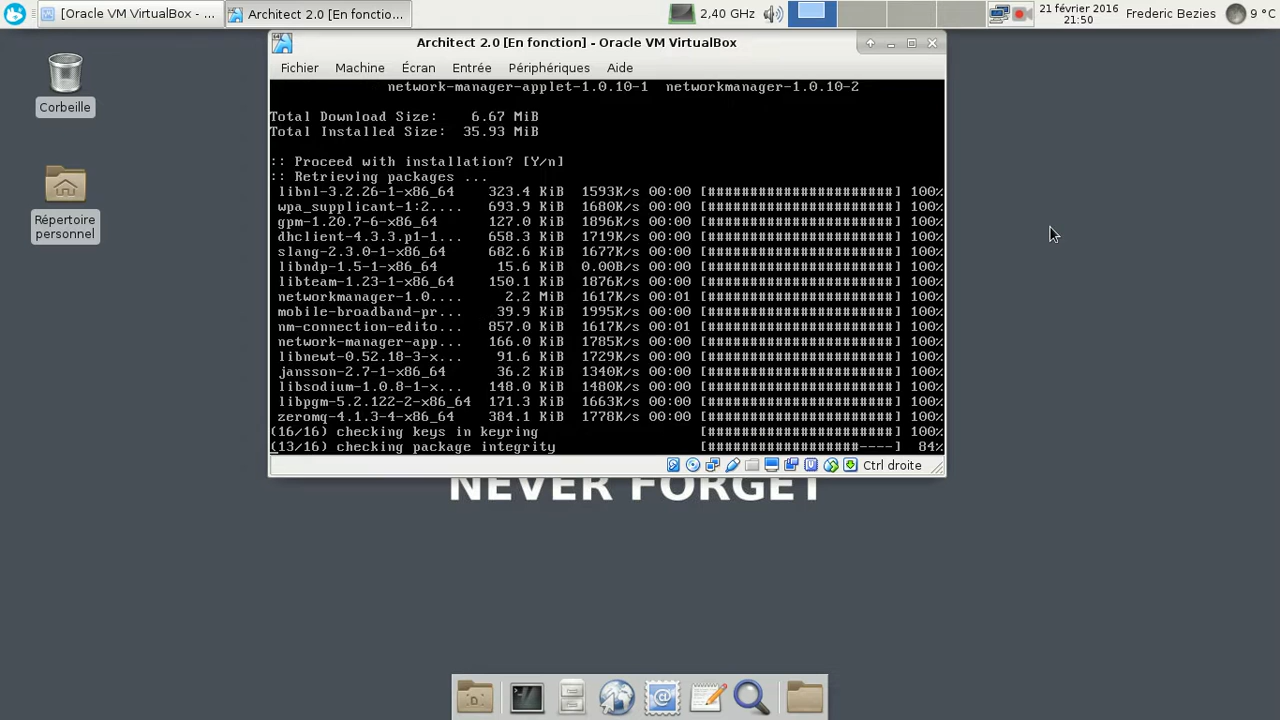 [Oracle VM VirtualBox - ...
Architect 2.0 [En fonctio...
2,40 GHz
21 février 2016
21:50
Frederic Bezies
9 °C
Corbeille
Répertoire
personnel
Architect 2.0 [En fonction] - Oracle VM VirtualBox
Fichier Machine Écran Entrée Périphériques Aide
network-manager-applet-1.0.10-1 networkmanager-1.0.10-2
Total Download Size: 6.67 MiB
Total Installed Size: 35.93 MiB
:: Proceed with installation? [Y/n]
:: Retrieving packages ...
libnl-3.2.26-1-x86_64 323.4 KiB 1593K/s 00:00 [######################] 100%
wpa_supplicant-1:2.... 693.9 KiB 1680K/s 00:00 [######################] 100%
gpm-1.20.7-6-x86_64 127.0 KiB 1896K/s 00:00 [######################] 100%
dhclient-4.3.3.p1-1... 658.3 KiB 1719K/s 00:00 [######################] 100%
slang-2.3.0-1-x86_64 682.6 KiB 1677K/s 00:00 [######################] 100%
libndp-1.5-1-x86_64 15.6 KiB 0.00B/s 00:00 [######################] 100%
libteam-1.23-1-x86_64 150.1 KiB 1876K/s 00:00 [######################] 100%
networkmanager-1.0.... 2.2 MiB 1617K/s 00:01 [######################] 100%
mobile-broadband-pr... 39.9 KiB 1995K/s 00:00 [######################] 100%
nm-connection-edito... 857.0 KiB 1617K/s 00:01 [######################] 100%
network-manager-app... 166.0 KiB 1785K/s 00:00 [######################] 100%
libnewt-0.52.18-3-x... 91.6 KiB 1729K/s 00:00 [######################] 100%
jansson-2.7-1-x86_64 36.2 KiB 1340K/s 00:00 [######################] 100%
libsodium-1.0.8-1-x... 148.0 KiB 1480K/s 00:00 [######################] 100%
libpgm-5.2.122-2-x86_64 171.3 KiB 1663K/s 00:00 [######################] 100%
zeromq-4.1.3-4-x86_64 384.1 KiB 1778K/s 00:00 [######################] 100%
(16/16) checking keys in keyring [######################] 100%
(13/16) checking package integrity [##################----] 84%
Ctrl droite
NEVER FORGET